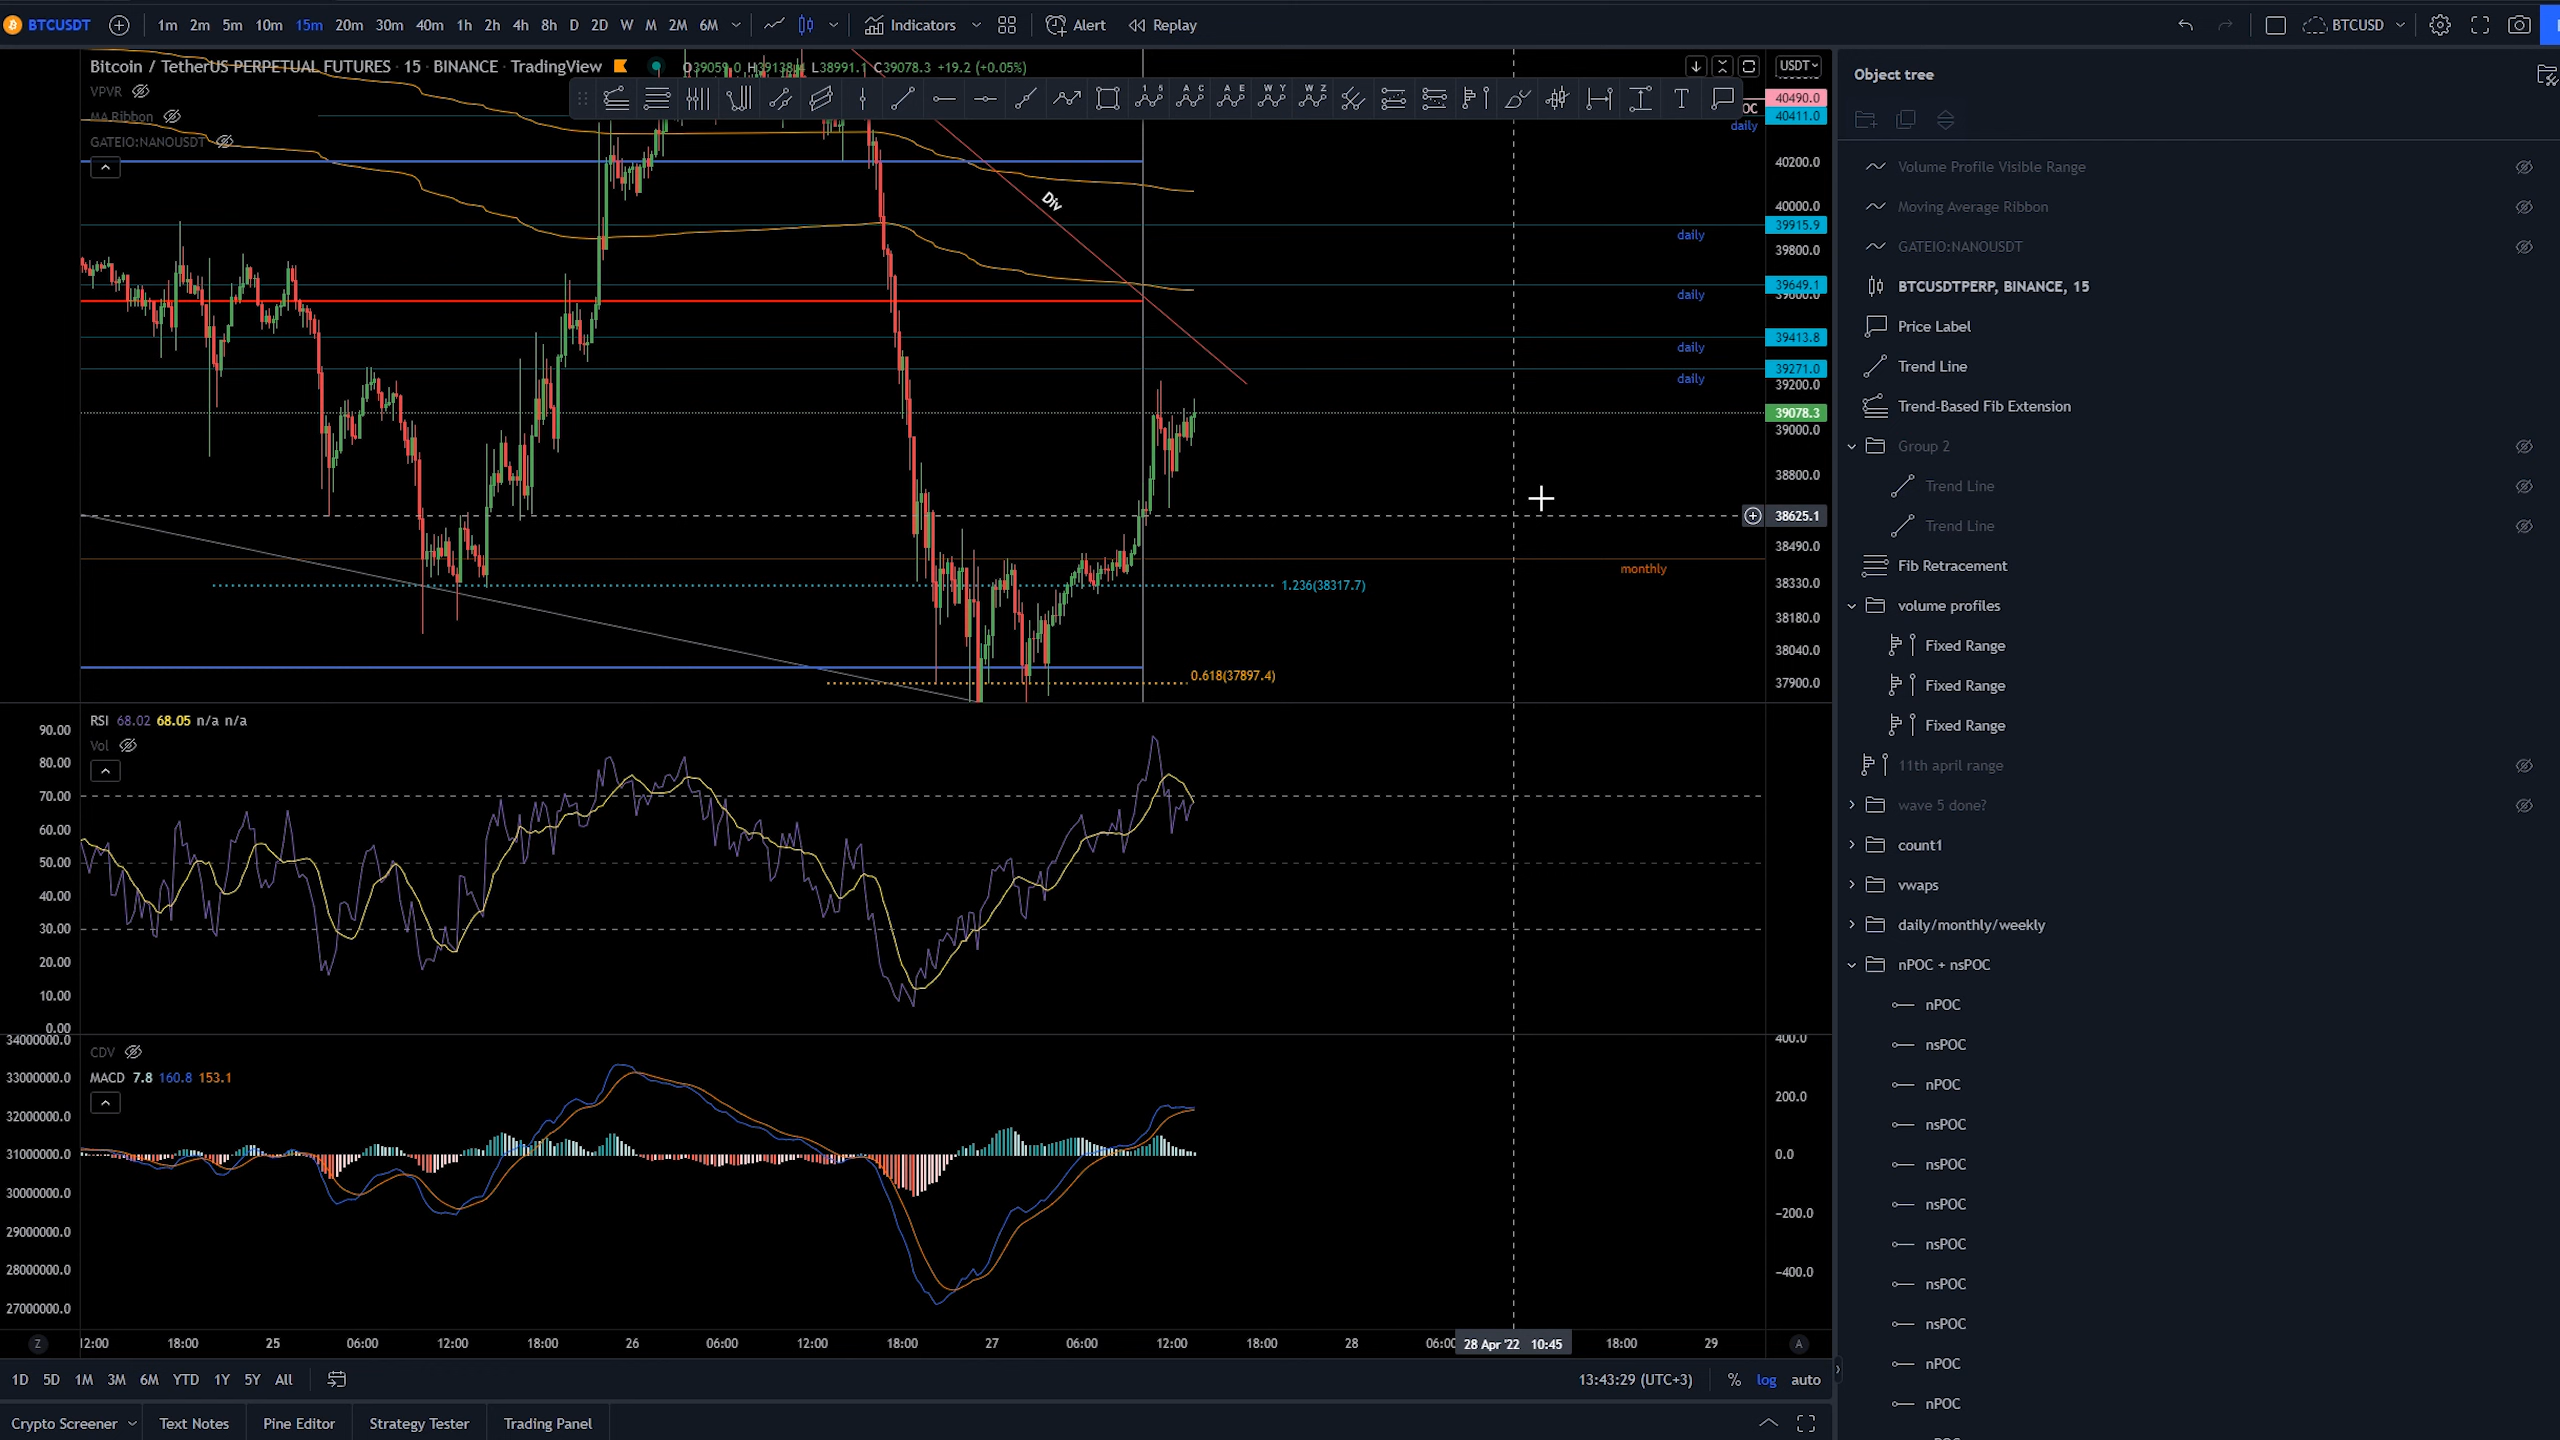 BTCUSDT 1m 2m 5m 10m 15m 20m 30m 40m 1h 2h 4h 8h D 2D W M 2M 6M Indicators Alert Replay BTCUSD
Bitcoin / TetherUS PERPETUAL FUTURES · 15 · BINANCE · TradingView O39059.0 H39138.4 L38991.1 C39078.3 +19.2 (+0.05%)
VPVR
MA Ribbon
GATEIO:NANOUSDT
USDT
40490.0
40411.0
daily
40200.0
40000.0
39915.9
daily
39800.0
39649.1
daily
39600.0
39413.8
daily
39271.0
daily
39200.0
39078.3
39000.0
38800.0
38625.1
38490.0
monthly
38330.0
38180.0
38040.0
37900.0
Div
1.236(38317.7)
0.618(37897.4)
RSI 68.02 68.05 n/a n/a
Vol
90.00
80.00
70.00
60.00
50.00
40.00
30.00
20.00
10.00
0.00
CDV
MACD 7.8 160.8 153.1
34000000.0
33000000.0
32000000.0
31000000.0
30000000.0
29000000.0
28000000.0
27000000.0
400.0
200.0
0.0
−200.0
−400.0
Z 12:00 18:00 25 06:00 12:00 18:00 26 06:00 12:00 18:00 27 06:00 12:00 18:00 28 06:00 28 Apr '22 10:45 18:00 29 A
1D 5D 1M 3M 6M YTD 1Y 5Y All 13:43:29 (UTC+3) % log auto
Crypto Screener Text Notes Pine Editor Strategy Tester Trading Panel
Object tree
Volume Profile Visible Range
Moving Average Ribbon
GATEIO:NANOUSDT
BTCUSDTPERP, BINANCE, 15
Price Label
Trend Line
Trend-Based Fib Extension
Group 2
Trend Line
Trend Line
Fib Retracement
volume profiles
Fixed Range
Fixed Range
Fixed Range
11th april range
wave 5 done?
count1
vwaps
daily/monthly/weekly
nPOC + nsPOC
nPOC
nsPOC
nPOC
nsPOC
nsPOC
nsPOC
nsPOC
nsPOC
nsPOC
nPOC
nPOC